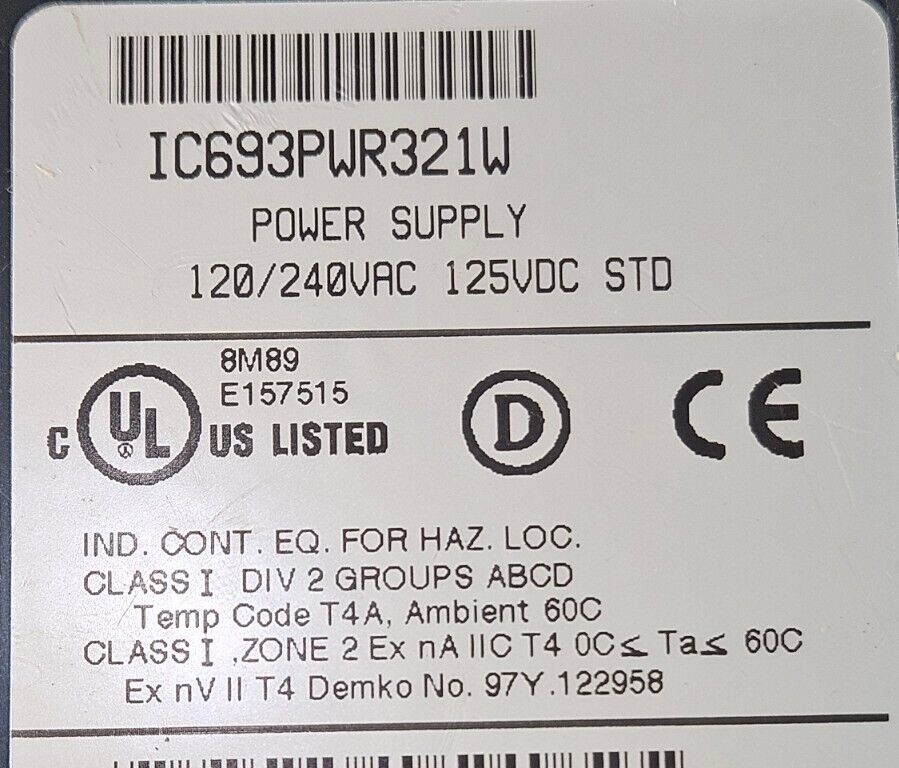 IC693PWR321W
POWER SUPPLY
120/240VAC 125VDC STD
8M89
E157515
C UL US LISTED
D
CE
IND. CONT. EQ. FOR HAZ. LOC.
CLASS I DIV 2 GROUPS ABCD
Temp Code T4A, Ambient 60C
CLASS I ,ZONE 2 Ex nA IIC T4 0C≤ Ta≤ 60C
Ex nV II T4 Demko No. 97Y.122958